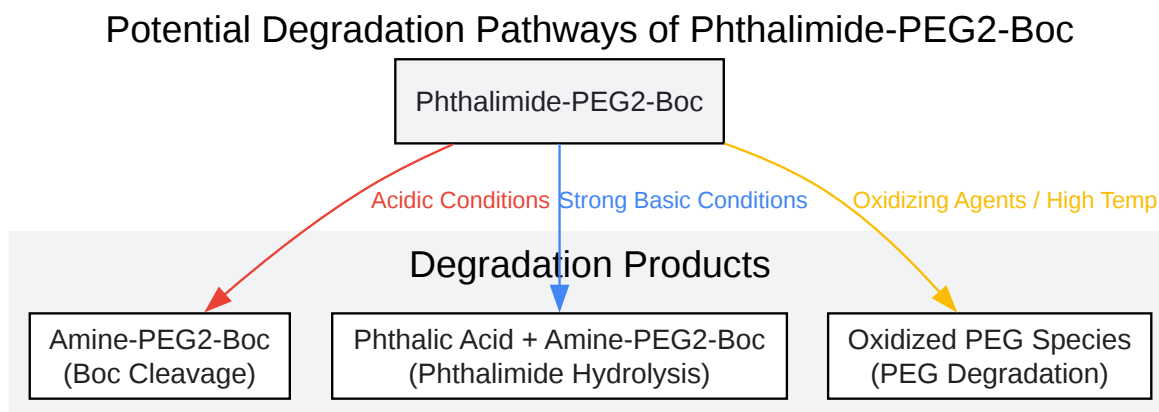 Potential Degradation Pathways of Phthalimide-PEG2-Boc
Phthalimide-PEG2-Boc
Acidic Conditions
Strong Basic Conditions
Oxidizing Agents / High Temp
Degradation Products
Amine-PEG2-Boc
(Boc Cleavage)
Phthalic Acid + Amine-PEG2-Boc
(Phthalimide Hydrolysis)
Oxidized PEG Species
(PEG Degradation)